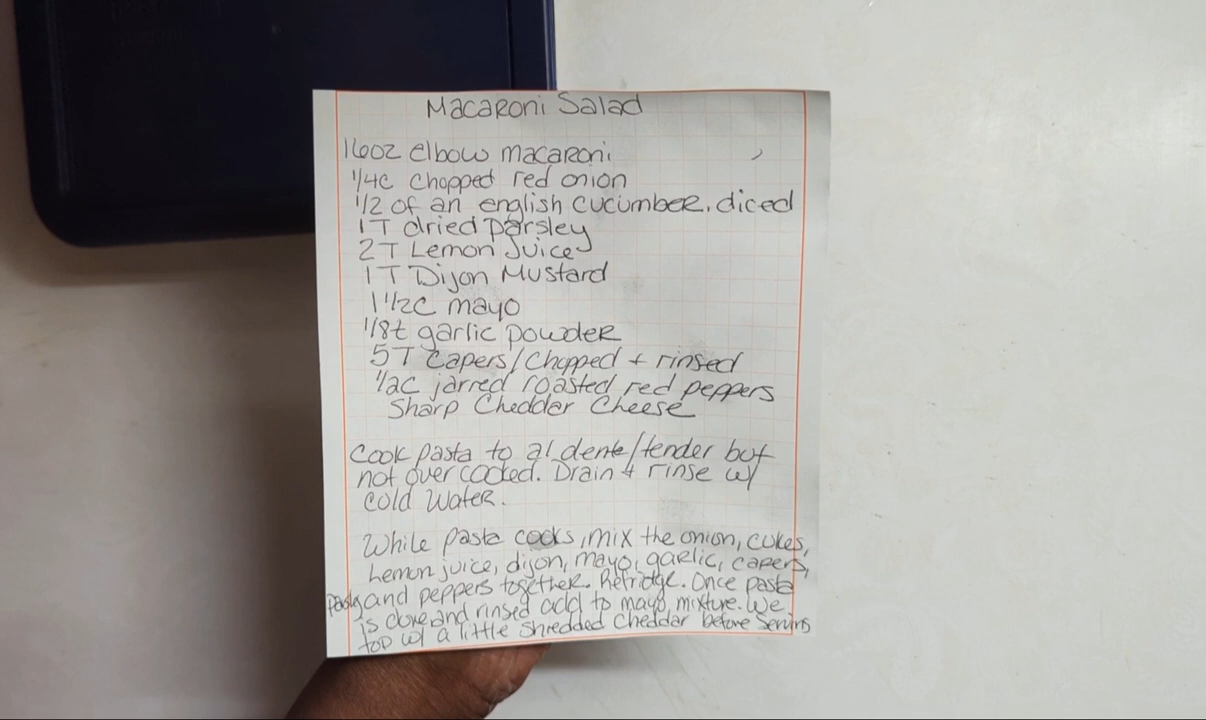 Macaroni Salad
16oz elbow macaroni
1/4c chopped red onion
1/2 of an english cucumber, diced
1T dried parsley
2T Lemon Juice
1T Dijon Mustard
1 1/2c mayo
1/8t garlic powder
5T capers/chopped + rinsed
1/2c jarred roasted red peppers
Sharp Cheddar Cheese
Cook pasta to al dente/tender but
not over cooked. Drain + rinse w/
cold water.
While pasta cooks, mix the onion, cukes,
Lemon juice, dijon, mayo, garlic, capers,
parsley and peppers together. Refridge. Once pasta
is done and rinsed add to mayo mixture. We
top w/ a little shredded cheddar before serving